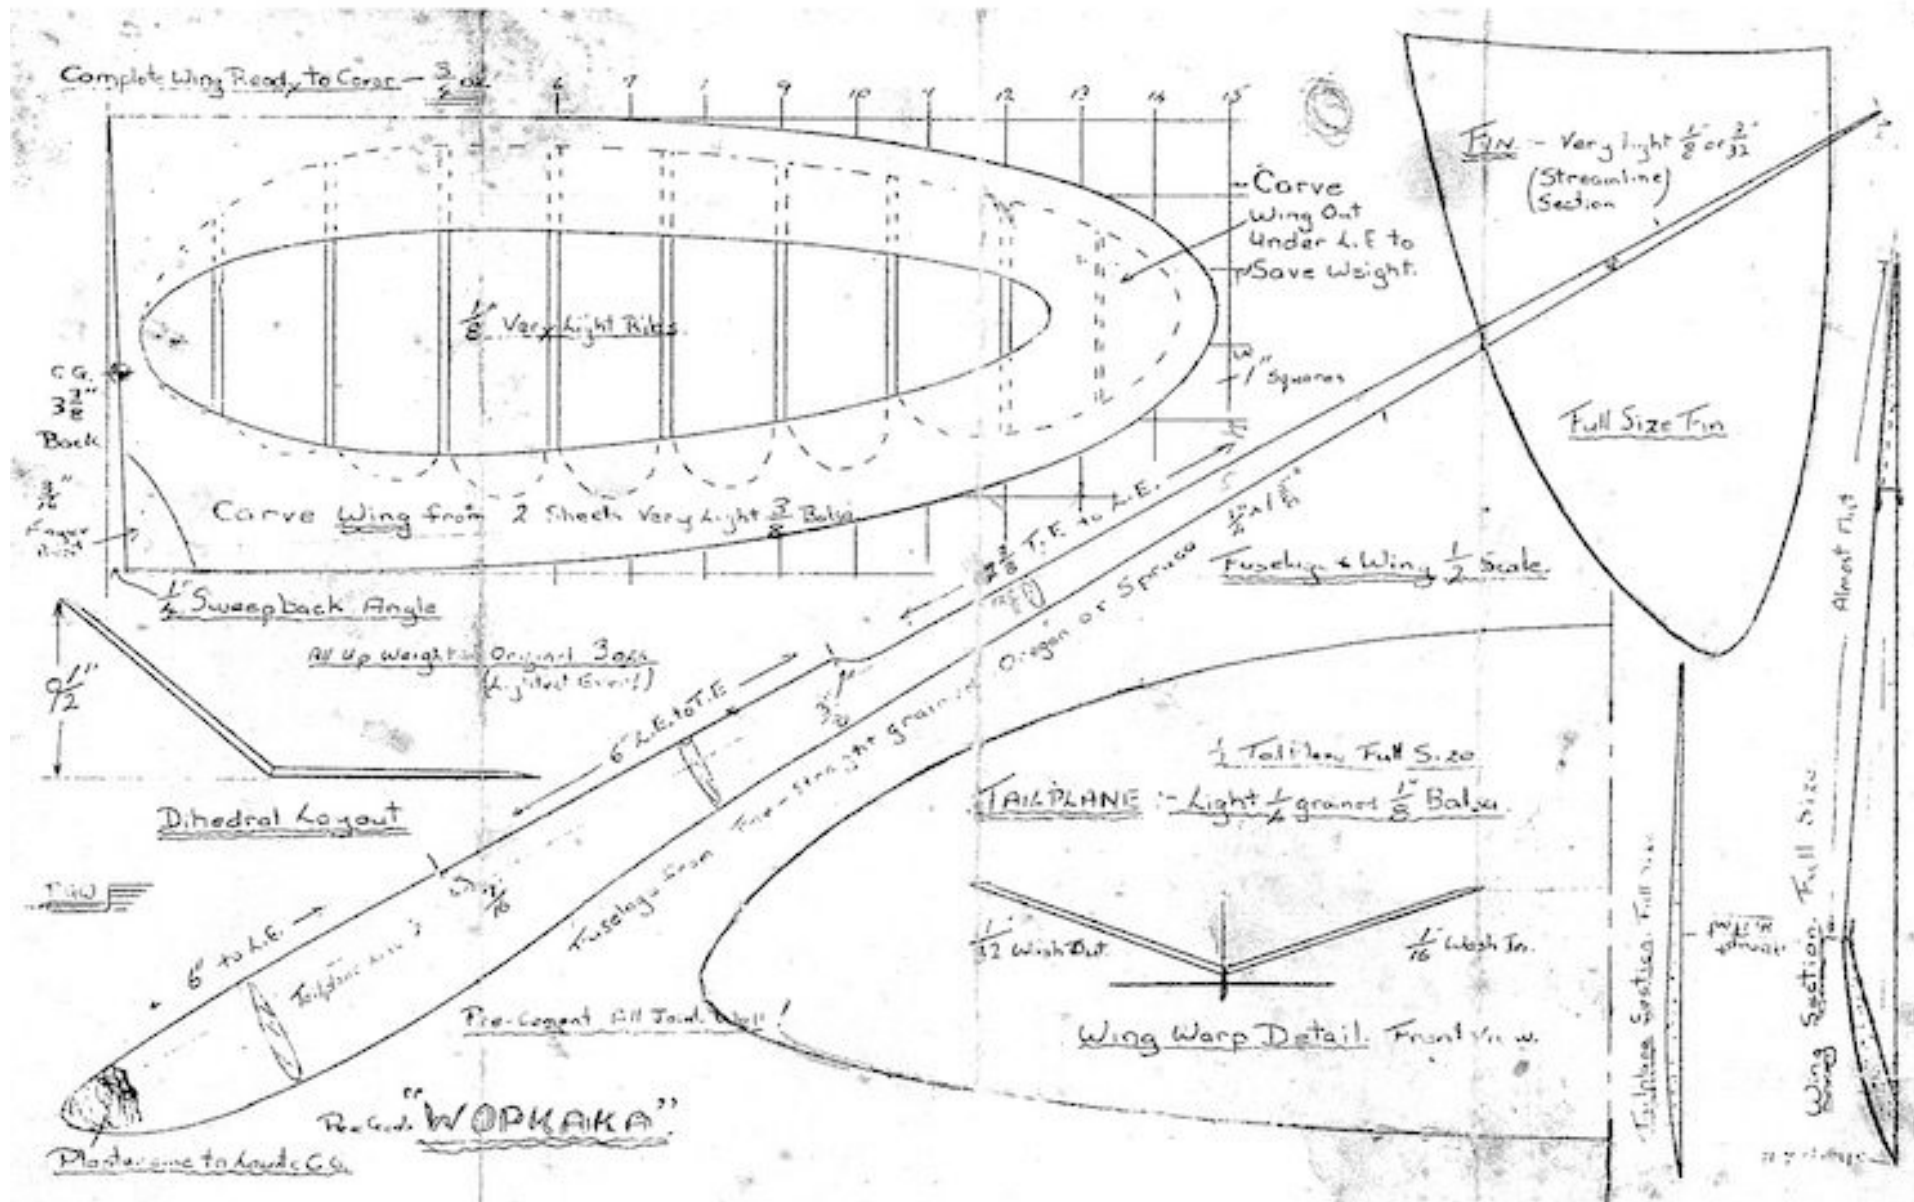 Complete Wing Ready to Cover —
6 7 9 10 12 13 14 15
Carve
Wing Out
Under L.E to
Save Weight.
1/8" Very Light Ribs.
C.G.
3 7/8"
Back
1" Squares
Carve Wing from 2 Sheets Very Light 3/8 Balsa
1/4" Sweepback Angle
All Up Weight Original 3 ozs
9 1/2"
Dihedral Layout
FIN - Very Light 1/8" or 3/32"
(Streamline)
(Section)
Full Size Fin
Fuselage & Wing 1/2 Scale.
T.E to L.E.
6" L.E. to T.E
6" to L.E.
Fuselage from Fine-Straight grained Oregon or Spruce
1/2 Tailplane Full Size
TAILPLANE :- Light 1/4 grained 1/8" Balsa.
1/32 Wash Out.
1/16" Wash In.
Wing Warp Detail. Front View.
Pre-Cement All Joints Well!
"WOPKAIKA".
Plasticene to Locate C.G.
Tailplane Section. Full Size.
Wing Section. Full Size.
Almost Flat